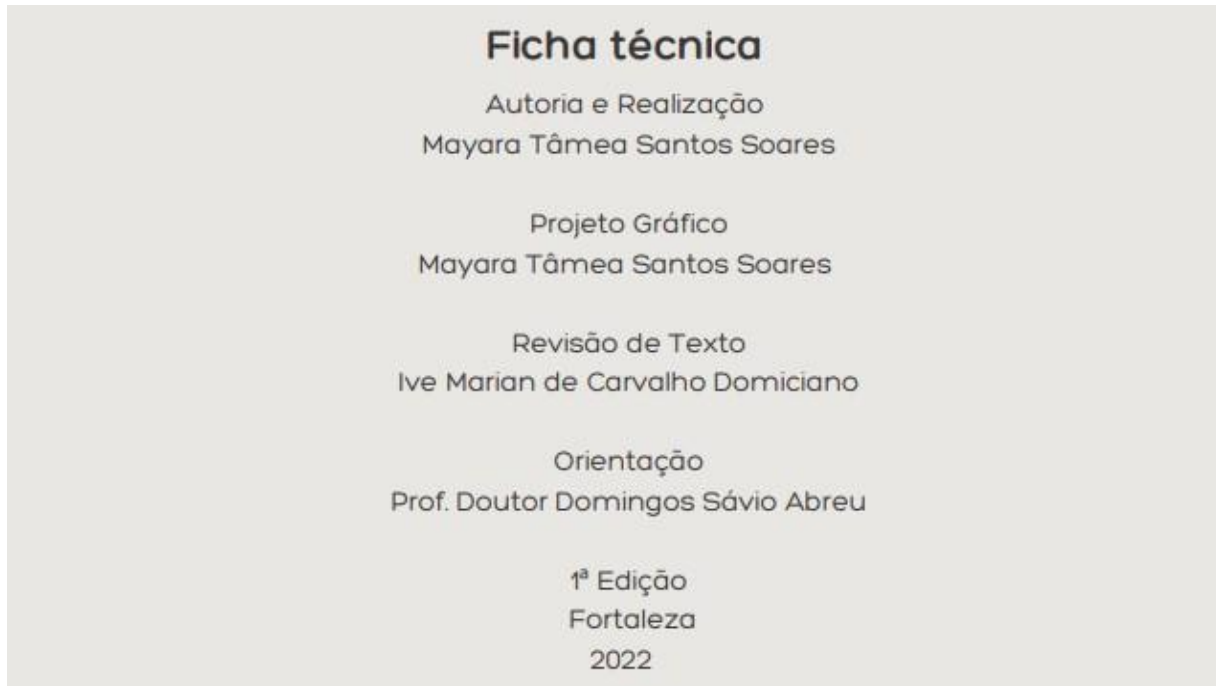 Ficha técnica
Autoria e Realização
Mayara Tâmea Santos Soares
Projeto Gráfico
Mayara Tâmea Santos Soares
Revisão de Texto
Ive Marian de Carvalho Domiciano
Orientação
Prof. Doutor Domingos Sávio Abreu
1ª Edição
Fortaleza
2022